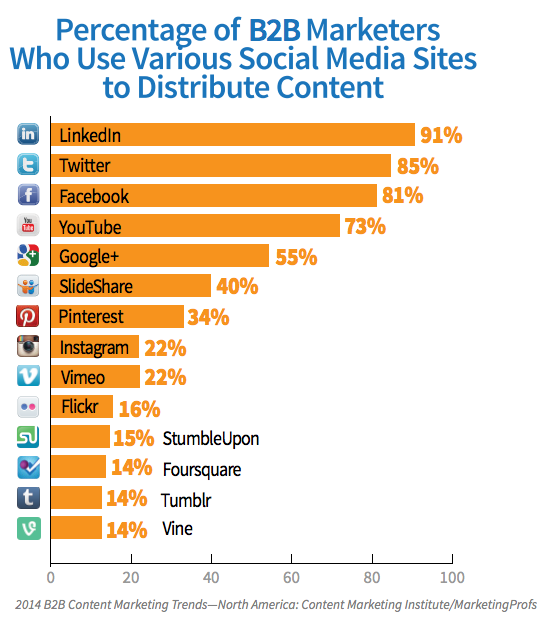 Percentage of B2B Marketers
Who Use Various Social Media Sites
to Distribute Content
in LinkedIn 91%
t Twitter 85%
f Facebook 81%
You Tube YouTube 73%
g+ Google+ 55%
SlideShare 40%
Pinterest 34%
Instagram 22%
Vimeo 22%
Flickr 16%
15% StumbleUpon
14% Foursquare
t 14% Tumblr
14% Vine
0 20 40 60 80 100
2014 B2B Content Marketing Trends—North America: Content Marketing Institute/MarketingProfs